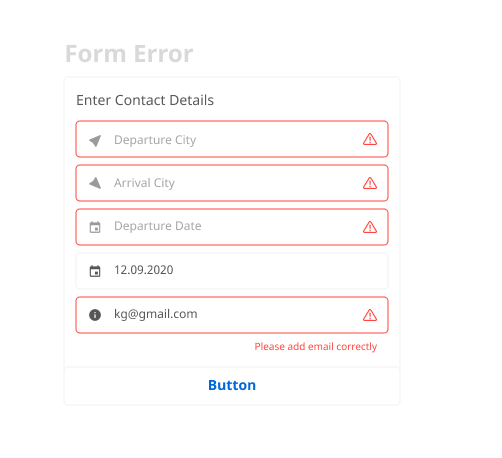 Form Error
Enter Contact Details
Departure City
Arrival City
Departure Date
12.09.2020
kg@gmail.com
Please add email correctly
Button